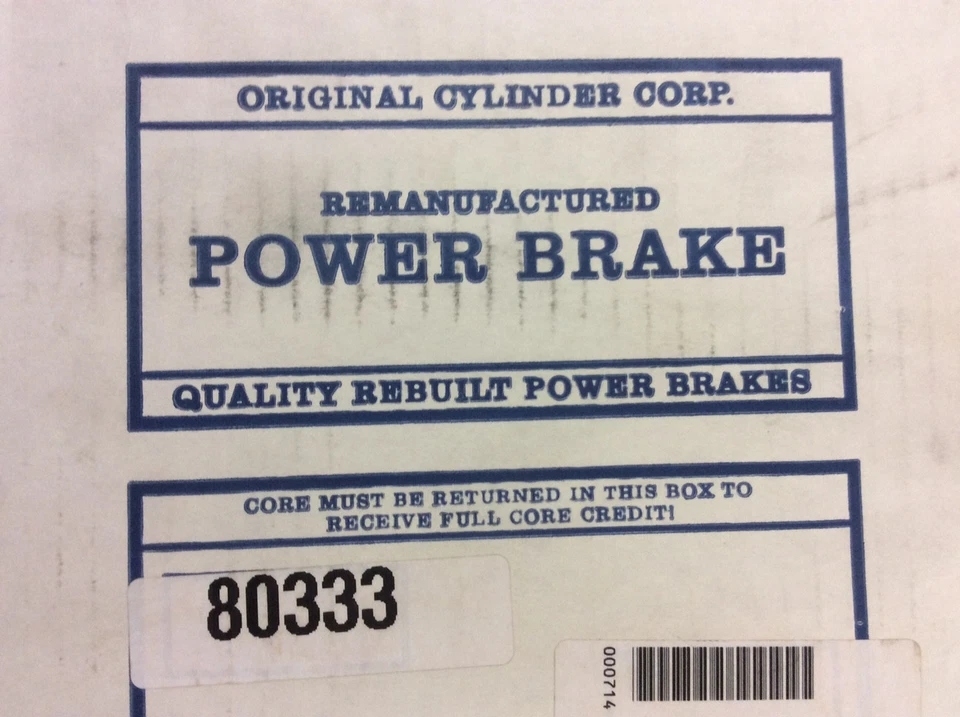 ORIGINAL CYLINDER CORP.
REMANUFACTURED
POWER BRAKE
QUALITY REBUILT POWER BRAKES
CORE MUST BE RETURNED IN THIS BOX TO
RECEIVE FULL CORE CREDIT!
80333
000714